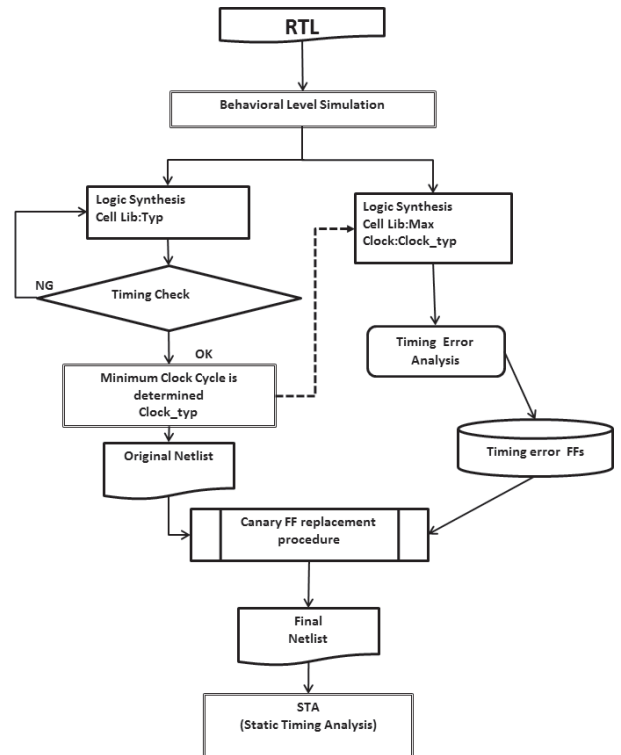 RTL
Behavioral Level Simulation
Logic Synthesis
Cell Lib:Typ
Logic Synthesis
Cell Lib:Max
Clock:Clock_typ
NG
Timing Check
Timing Error
Analysis
OK
Minimum Clock Cycle is
determined
Clock_typ
Original Netlist
Timing error FFs
Canary FF replacement
procedure
Final
Netlist
STA
(Static Timing Analysis)